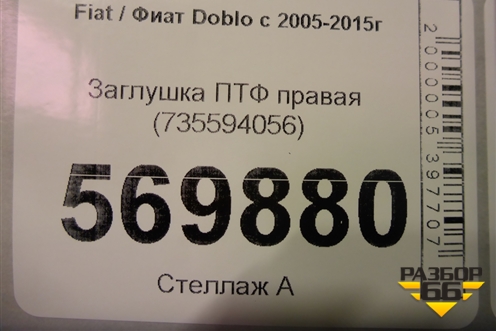 Fiat / Фиат Doblo с 2005-2015г
Заглушка ПТФ правая
(735594056)
569880
Стеллаж А
2000005397707
РАЗБОР
66